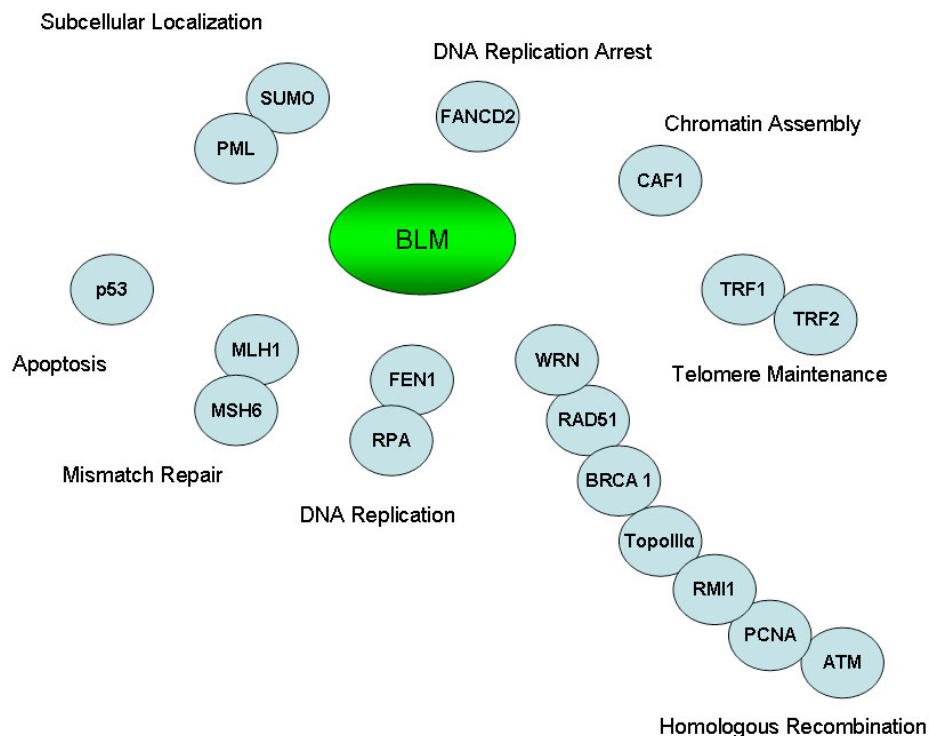 Subcellular Localization
DNA Replication Arrest
SUMO
FANCD2
Chromatin Assembly
PML
CAF1
BLM
p53
TRF1
TRF2
Apoptosis
MLH1
WRN
Telomere Maintenance
FEN1
MSH6
RAD51
RPA
Mismatch Repair
BRCA 1
DNA Replication
TopoIIIα
RMI1
PCNA
ATM
Homologous Recombination